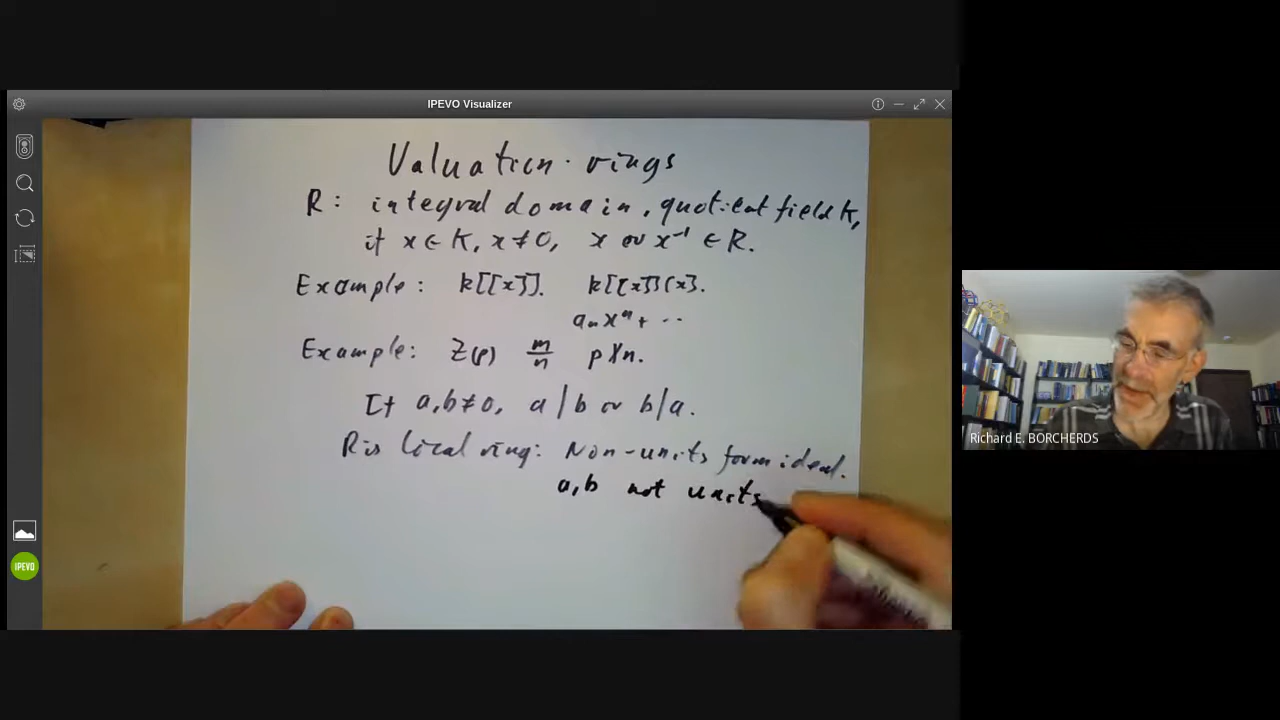 IPEVO Visualizer
Valuation rings
R: integral domain, quotient field K,
if x ∈ K, x ≠ 0, x or x⁻¹ ∈ R.
Example: k[[x]]. k[[x]](x].
aₙxⁿ + ···
Example: Z(p) m/n p∤n.
If a,b≠0, a|b or b|a.
R is local ring: Non-units form ideal.
a,b not units
Richard E. BORCHERDS
IPEVO